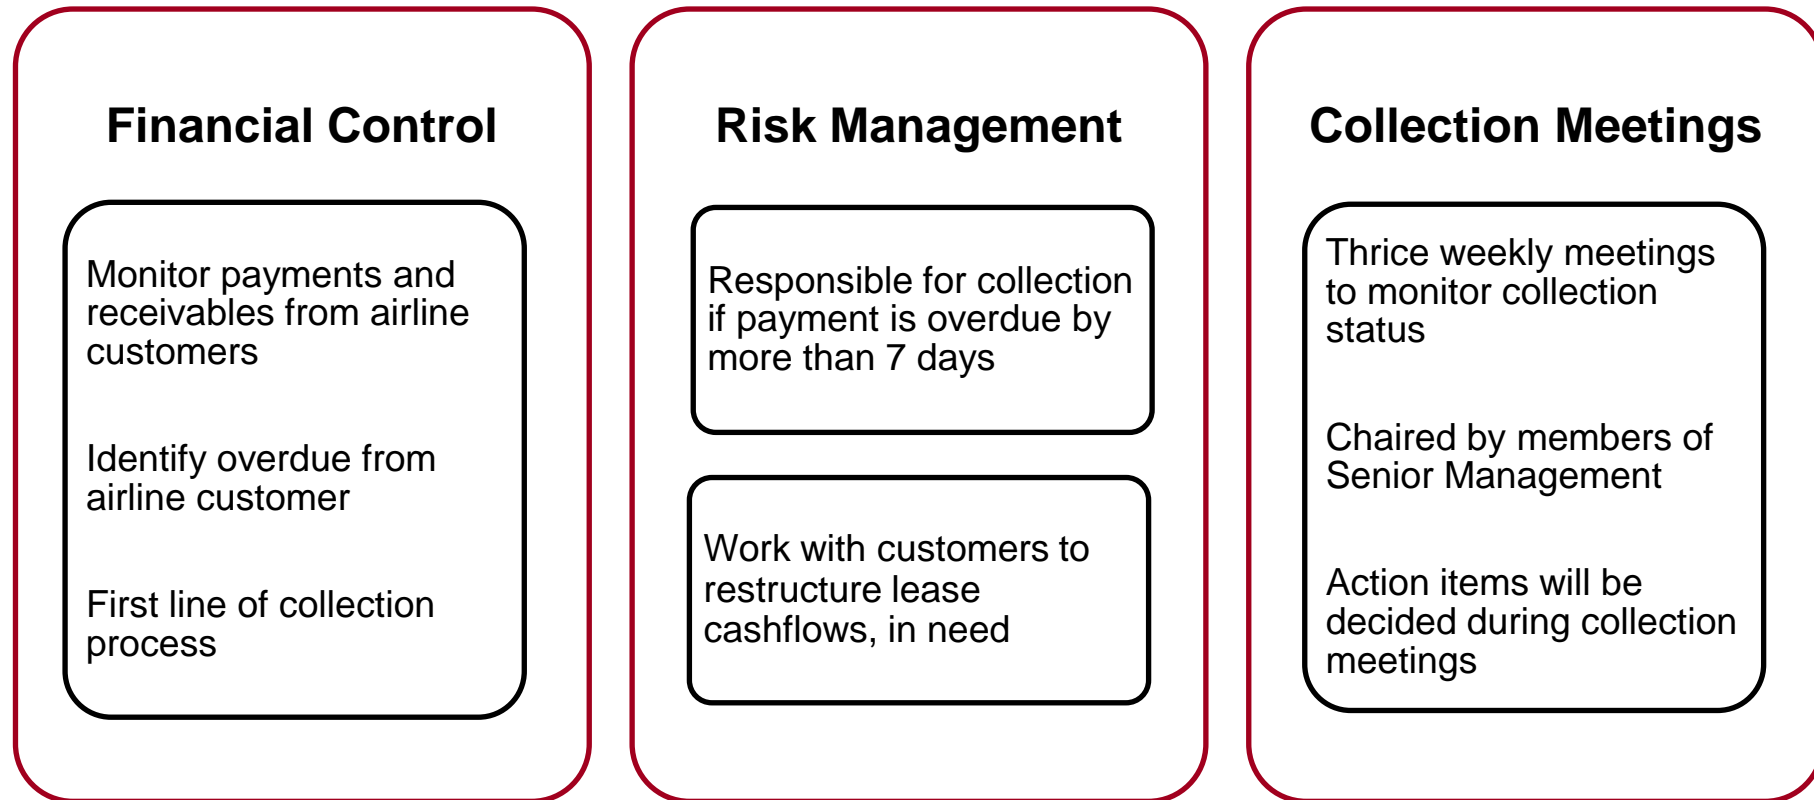 Financial Control
Monitor payments and
receivables from airline
customers
Identify overdue from
airline customer
First line of collection
process
Risk Management
Responsible for collection
if payment is overdue by
more than 7 days
Work with customers to
restructure lease
cashflows, in need
Collection Meetings
Thrice weekly meetings
to monitor collection
status
Chaired by members of
Senior Management
Action items will be
decided during collection
meetings